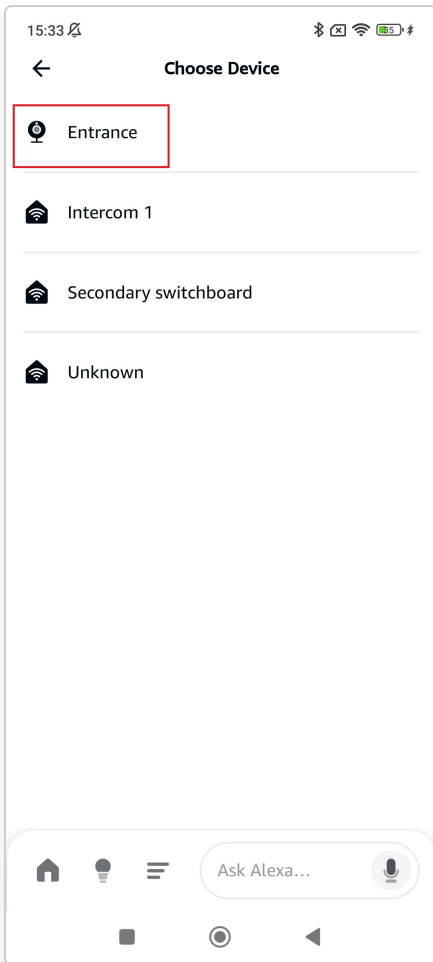 15:33
85
Choose Device
Entrance
Intercom 1
Secondary switchboard
Unknown
Ask Alexa...